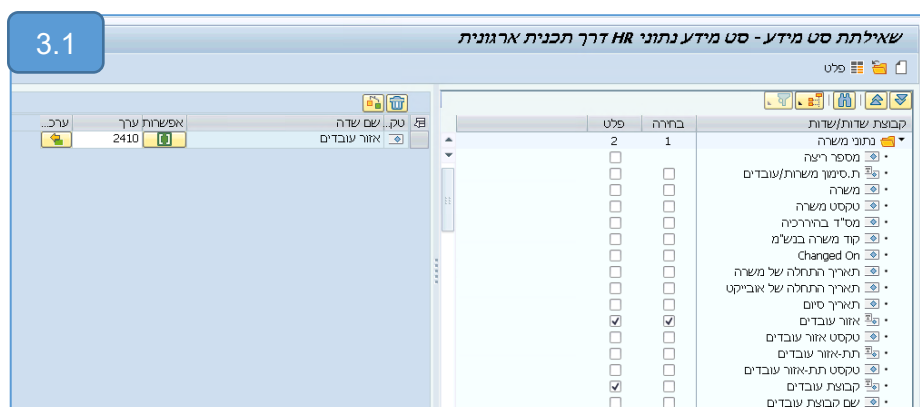 3.1
שאילתת סט מידע - סט מידע נתוני HR דרך תכנית ארגונית
פלט
קבוצת שדות/שדות בחירה פלט
נתוני משרה 1 2
מספר ריצה
ת.סימון משרות/עובדים
משרה
טקסט משרה
מס"ד בהיררכיה
קוד משרה בנש"מ
Changed On
תאריך התחלה של משרה
תאריך התחלה של אובייקט
תאריך סיום
אזור עובדים
טקסט אזור עובדים
תת-אזור עובדים
טקסט תת-אזור עובדים
קבוצת עובדים
שם קבוצת עובדים
טק... שם שדה אפשרות ערך ערכ...
אזור עובדים 2410